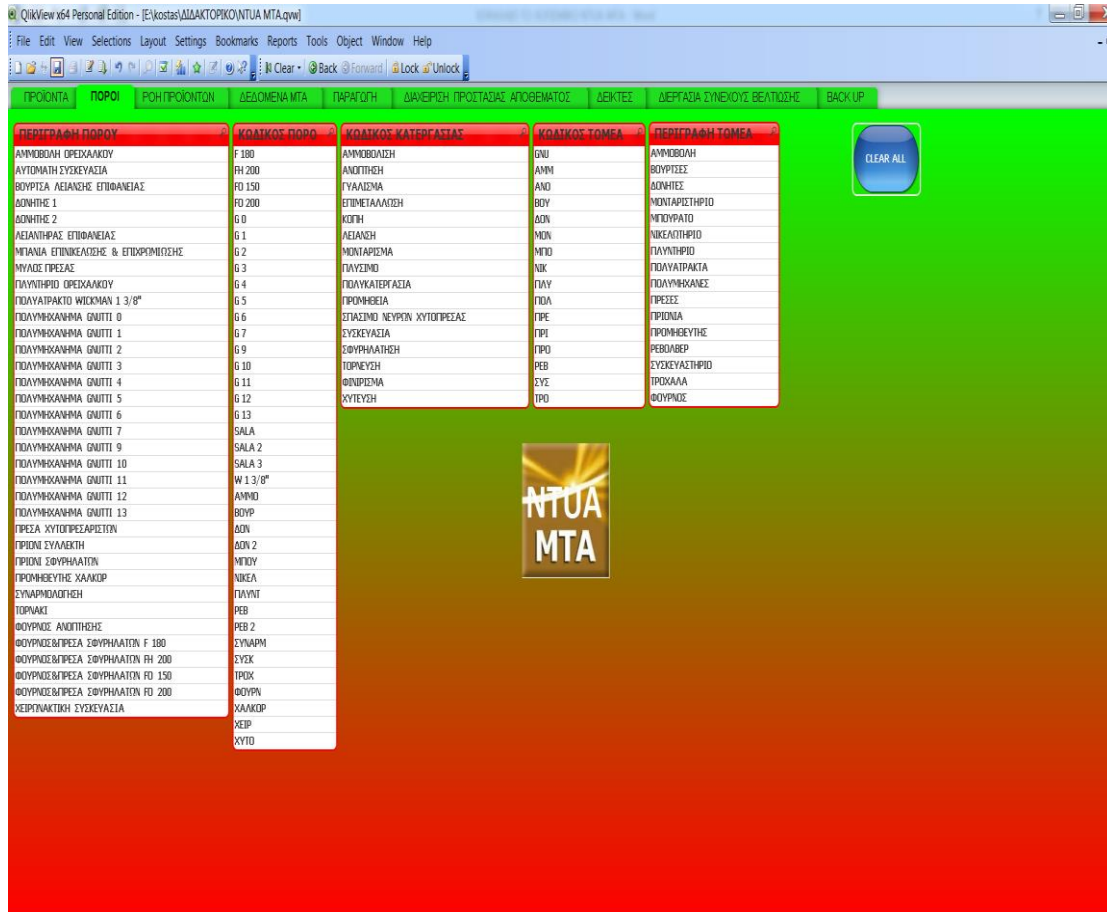 QlikView x64 Personal Edition - [E:\kostas\ΔΙΔΑΚΤΟΡΙΚΟ\NTUA MTA.qvw]
File Edit View Selections Layout Settings Bookmarks Reports Tools Object Window Help
Clear Back Forward Lock Unlock
ΠΡΟΪΟΝΤΑ ΠΟΡΟΙ ΡΟΗ ΠΡΟΪΟΝΤΩΝ ΔΕΔΟΜΕΝΑ ΜΤΑ ΠΑΡΑΓΩΓΗ ΔΙΑΧΕΙΡΙΣΗ ΠΡΟΣΤΑΣΙΑΣ ΑΠΟΘΕΜΑΤΟΣ ΔΕΙΚΤΕΣ ΔΙΕΡΓΑΣΙΑ ΣΥΝΕΧΟΥΣ ΒΕΛΤΙΩΣΗΣ BACK UP
ΠΕΡΙΓΡΑΦΗ ΠΟΡΟΥ
ΑΜΜΟΒΟΛΗ ΟΡΕΙΧΑΛΚΟΥ
ΑΥΤΟΜΑΤΗ ΣΥΣΚΕΥΑΣΙΑ
ΒΟΥΡΤΣΑ ΛΕΙΑΝΣΗΣ ΕΠΙΦΑΝΕΙΑΣ
ΔΟΝΗΤΗΣ 1
ΔΟΝΗΤΗΣ 2
ΛΕΙΑΝΤΗΡΑΣ ΕΠΙΦΑΝΕΙΑΣ
ΜΠΑΝΙΑ ΕΠΙΝΙΚΕΛΩΣΗΣ & ΕΠΙΧΡΩΜΙΩΣΗΣ
ΜΥΛΟΣ ΠΡΕΣΑΣ
ΠΛΥΝΤΗΡΙΟ ΟΡΕΙΧΑΛΚΟΥ
ΠΟΛΥΑΤΡΑΚΤΟ WICKMAN 1 3/8"
ΠΟΛΥΜΗΧΑΝΗΜΑ GNUTTI 0
ΠΟΛΥΜΗΧΑΝΗΜΑ GNUTTI 1
ΠΟΛΥΜΗΧΑΝΗΜΑ GNUTTI 2
ΠΟΛΥΜΗΧΑΝΗΜΑ GNUTTI 3
ΠΟΛΥΜΗΧΑΝΗΜΑ GNUTTI 4
ΠΟΛΥΜΗΧΑΝΗΜΑ GNUTTI 5
ΠΟΛΥΜΗΧΑΝΗΜΑ GNUTTI 6
ΠΟΛΥΜΗΧΑΝΗΜΑ GNUTTI 7
ΠΟΛΥΜΗΧΑΝΗΜΑ GNUTTI 9
ΠΟΛΥΜΗΧΑΝΗΜΑ GNUTTI 10
ΠΟΛΥΜΗΧΑΝΗΜΑ GNUTTI 11
ΠΟΛΥΜΗΧΑΝΗΜΑ GNUTTI 12
ΠΟΛΥΜΗΧΑΝΗΜΑ GNUTTI 13
ΠΡΕΣΑ ΧΥΤΟΠΡΕΣΑΡΙΣΤΩΝ
ΠΡΙΟΝΙ ΣΥΛΛΕΚΤΗ
ΠΡΙΟΝΙ ΣΦΥΡΗΛΑΤΩΝ
ΠΡΟΜΗΘΕΥΤΗΣ ΧΑΛΚΟΡ
ΣΥΝΑΡΜΟΛΟΓΗΣΗ
ΤΟΡΝΑΚΙ
ΦΟΥΡΝΟΣ ΑΝΟΠΤΗΣΗΣ
ΦΟΥΡΝΟΣ&ΠΡΕΣΑ ΣΦΥΡΗΛΑΤΩΝ F 180
ΦΟΥΡΝΟΣ&ΠΡΕΣΑ ΣΦΥΡΗΛΑΤΩΝ FH 200
ΦΟΥΡΝΟΣ&ΠΡΕΣΑ ΣΦΥΡΗΛΑΤΩΝ FO 150
ΦΟΥΡΝΟΣ&ΠΡΕΣΑ ΣΦΥΡΗΛΑΤΩΝ FO 200
ΧΕΙΡΩΝΑΚΤΙΚΗ ΣΥΣΚΕΥΑΣΙΑ
ΚΩΔΙΚΟΣ ΠΟΡΟ
F 180
FH 200
FO 150
FO 200
G 0
G 1
G 2
G 3
G 4
G 5
G 6
G 7
G 9
G 10
G 11
G 12
G 13
SALA
SALA 2
SALA 3
W 1 3/8"
ΑΜΜΟ
ΒΟΥΡ
ΔΟΝ
ΔΟΝ 2
ΜΠΟΥ
ΝΙΚΕΛ
ΠΛΥΝΤ
ΡΕΒ
ΡΕΒ 2
ΣΥΝΑΡΜ
ΣΥΣΚ
ΤΡΟΧ
ΦΟΥΡΝ
ΧΑΛΚΟΡ
ΧΕΙΡ
ΧΥΤΟ
ΚΩΔΙΚΟΣ ΚΑΤΕΡΓΑΣΙΑΣ
ΑΜΜΟΒΟΛΙΣΗ
ΑΝΟΠΤΗΣΗ
ΓΥΑΛΙΣΜΑ
ΕΠΙΜΕΤΑΛΛΩΣΗ
ΚΟΠΗ
ΛΕΙΑΝΣΗ
ΜΟΝΤΑΡΙΣΜΑ
ΠΛΥΣΙΜΟ
ΠΟΛΥΚΑΤΕΡΓΑΣΙΑ
ΠΡΟΜΗΘΕΙΑ
ΣΠΑΣΙΜΟ ΝΕΥΡΩΝ ΧΥΤΟΠΡΕΣΑΣ
ΣΥΣΚΕΥΑΣΙΑ
ΣΦΥΡΗΛΑΤΗΣΗ
ΤΟΡΝΕΥΣΗ
ΦΙΝΙΡΙΣΜΑ
ΧΥΤΕΥΣΗ
ΚΩΔΙΚΟΣ ΤΟΜΕΑ
GNU
ΑΜΜ
ΑΝΟ
ΒΟΥ
ΔΟΝ
ΜΟΝ
ΜΠΟ
ΝΙΚ
ΠΛΥ
ΠΟΛ
ΠΡΕ
ΠΡΙ
ΠΡΟ
ΡΕΒ
ΣΥΣ
ΤΡΟ
ΠΕΡΙΓΡΑΦΗ ΤΟΜΕΑ
ΑΜΜΟΒΟΛΗ
ΒΟΥΡΤΣΕΣ
ΔΟΝΗΤΕΣ
ΜΟΝΤΑΡΙΣΤΗΡΙΟ
ΜΠΟΥΡΑΤΟ
ΝΙΚΕΛΩΤΗΡΙΟ
ΠΛΥΝΤΗΡΙΟ
ΠΟΛΥΑΤΡΑΚΤΑ
ΠΟΛΥΜΗΧΑΝΕΣ
ΠΡΕΣΕΣ
ΠΡΙΟΝΙΑ
ΠΡΟΜΗΘΕΥΤΗΣ
ΡΕΒΟΛΒΕΡ
ΣΥΣΚΕΥΑΣΤΗΡΙΟ
ΤΡΟΧΑΛΑ
ΦΟΥΡΝΟΣ
CLEAR ALL
NTUA
MTA